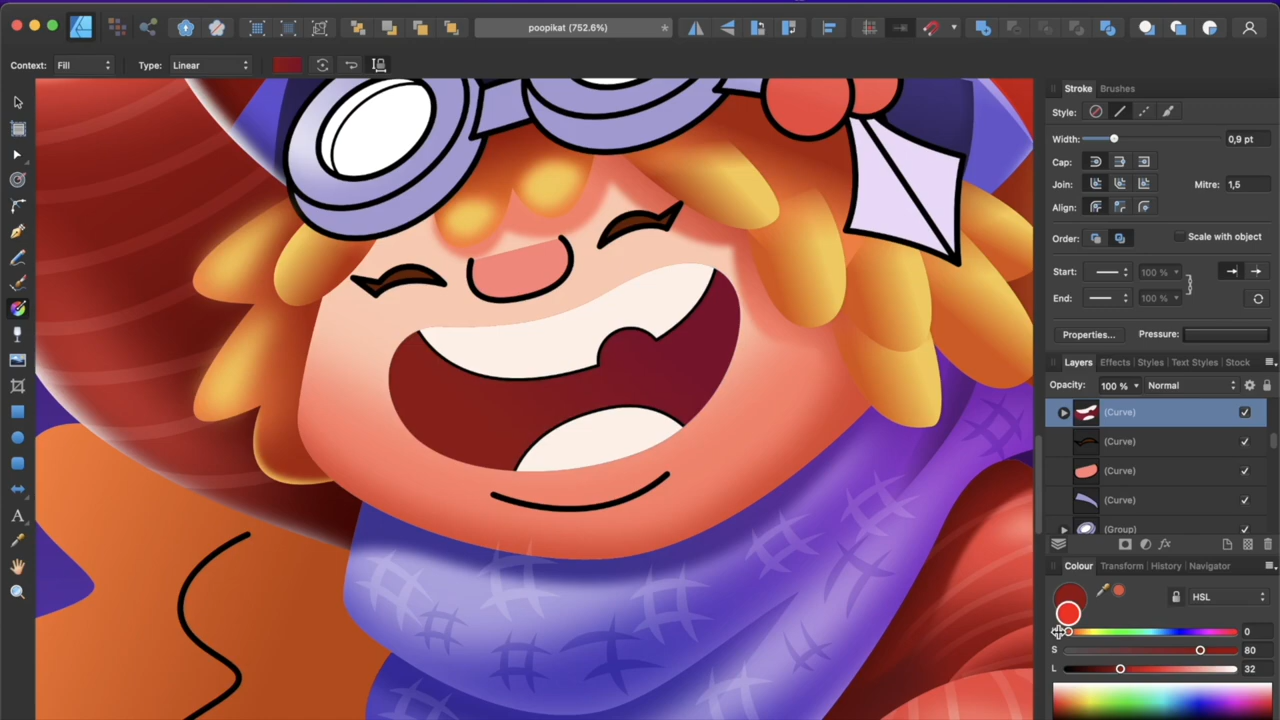 poopikat (752.6%)
*
Context: Fill Type: Linear
Stroke Brushes
Style:
Width: 0,9 pt
Cap:
Join: Mitre: 1,5
Align:
Order: Scale with object
Start: 100 %
End: 100 %
Properties... Pressure:
Layers Effects Styles Text Styles Stock
Opacity: 100 % Normal
(Curve)
(Curve)
(Curve)
(Curve)
(Group)
fx
Colour Transform History Navigator
HSL
0
S 80
L 32
A